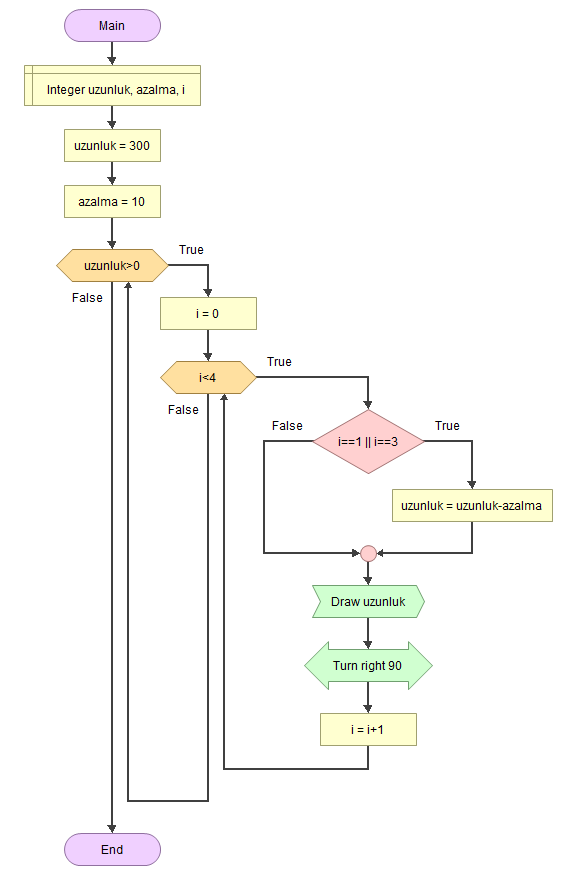 Main
Integer uzunluk, azalma, i
uzunluk = 300
azalma = 10
uzunluk>0
True
False
i = 0
i<4
True
False
i==1 || i==3
False
True
uzunluk = uzunluk-azalma
Draw uzunluk
Turn right 90
i = i+1
End